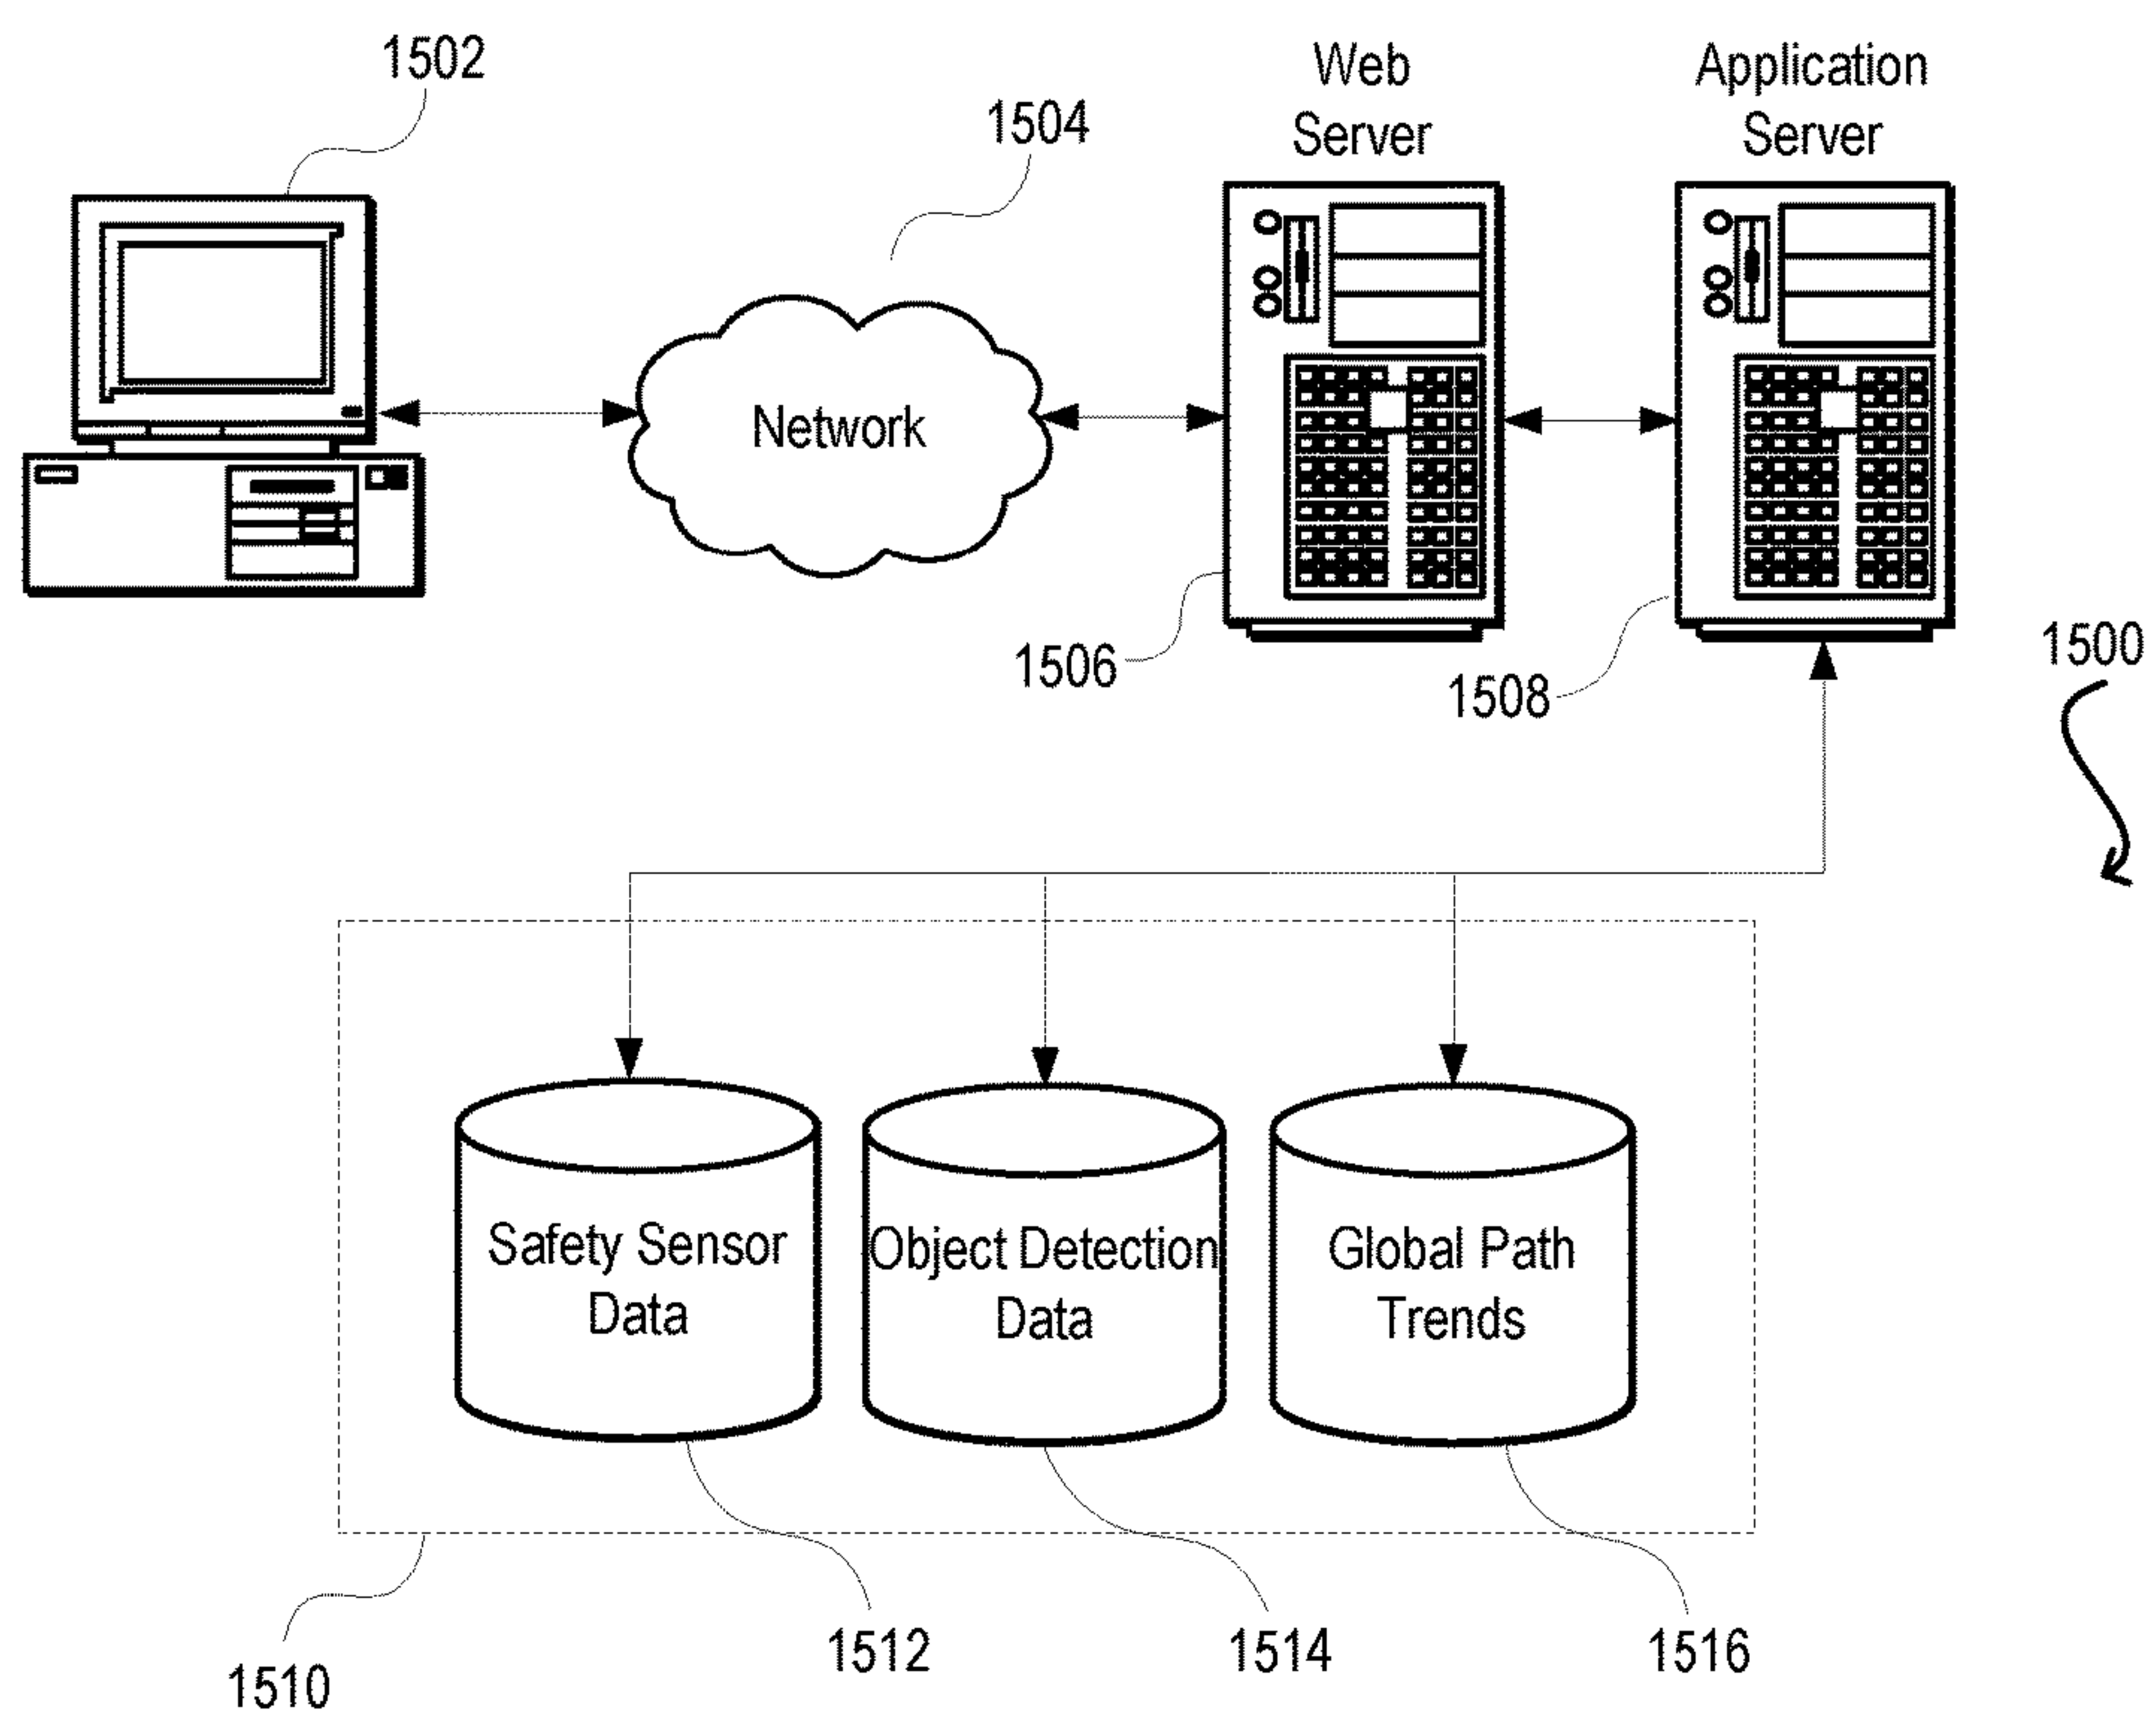 1502
1504
Web
Server
Application
Server
Network
1506
1508
1500
Safety Sensor
Data
Object Detection
Data
Global Path
Trends
1512
1514
1516
1510